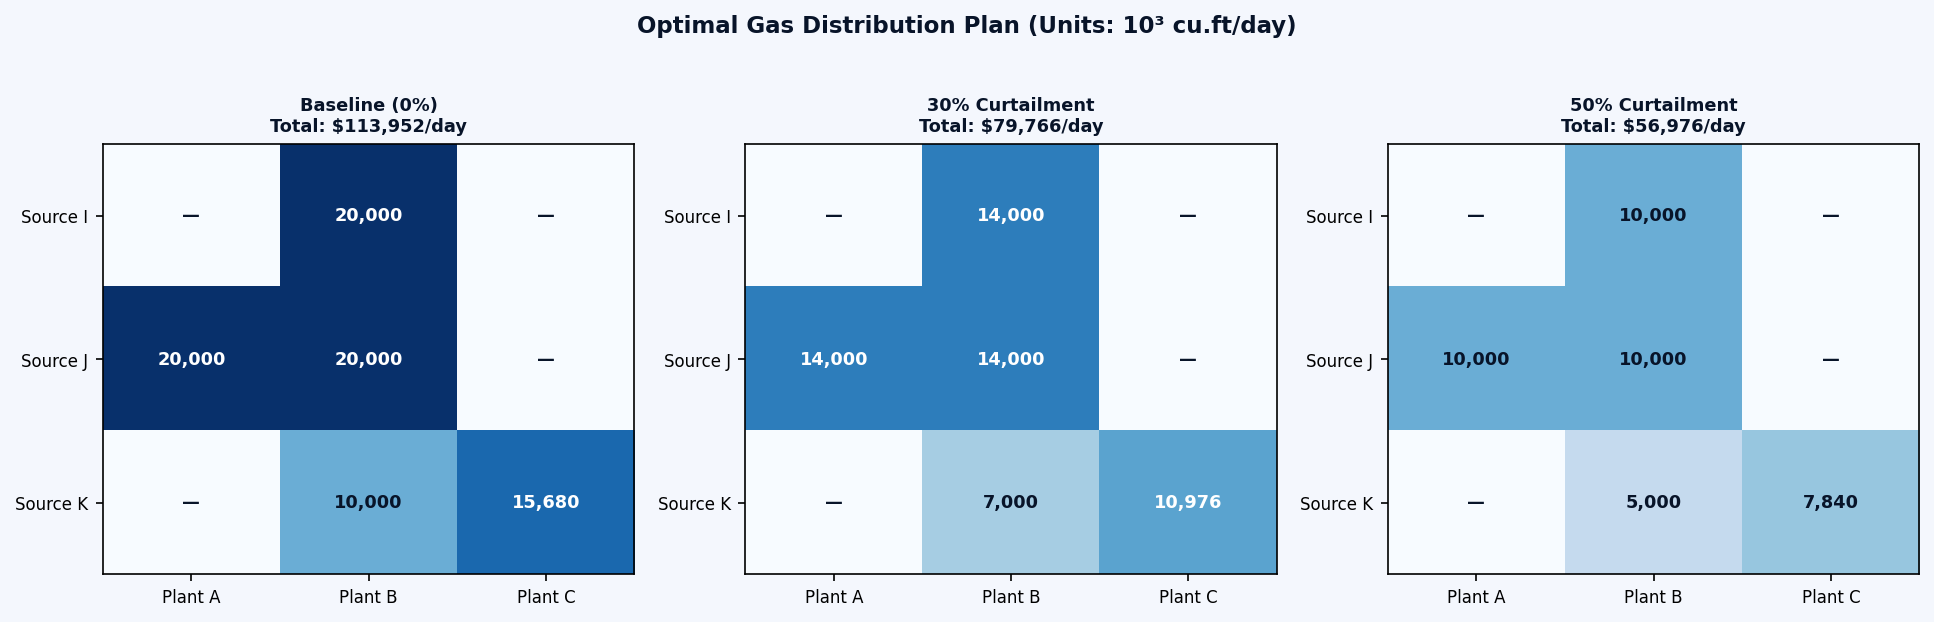 Optimal Gas Distribution Plan (Units: 10³ cu.ft/day)
Baseline (0%)
Total: $113,952/day
Source I
—
20,000
—
Source J
20,000
20,000
—
Source K
—
10,000
15,680
Plant A
Plant B
Plant C
30% Curtailment
Total: $79,766/day
Source I
—
14,000
—
Source J
14,000
14,000
—
Source K
—
7,000
10,976
Plant A
Plant B
Plant C
50% Curtailment
Total: $56,976/day
Source I
—
10,000
—
Source J
10,000
10,000
—
Source K
—
5,000
7,840
Plant A
Plant B
Plant C